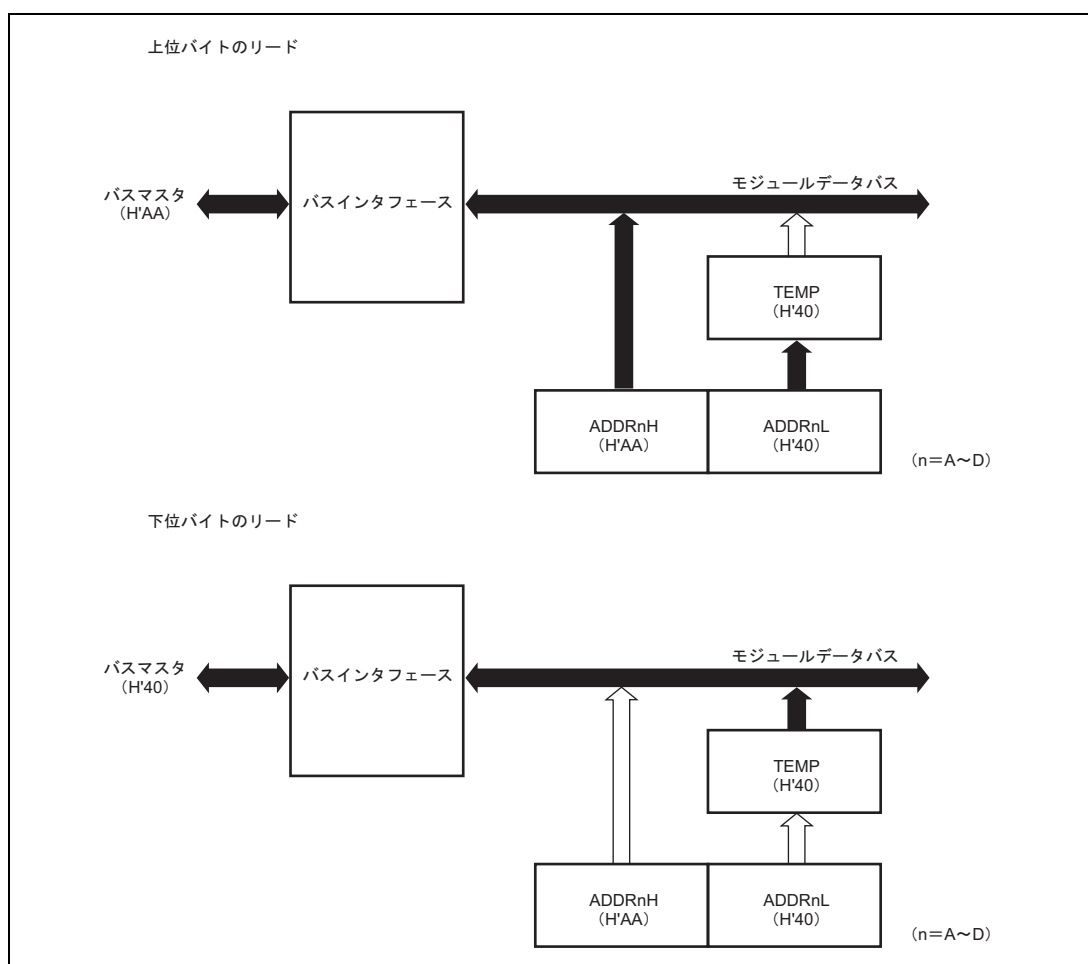 上位バイトのリード
バスマスタ
（H'AA）
バスインタフェース
モジュールデータバス
TEMP
（H'40）
ADDRnH
（H'AA）
ADDRnL
（H'40）
（n＝A～D）
下位バイトのリード
バスマスタ
（H'40）
バスインタフェース
モジュールデータバス
TEMP
（H'40）
ADDRnH
（H'AA）
ADDRnL
（H'40）
（n＝A～D）